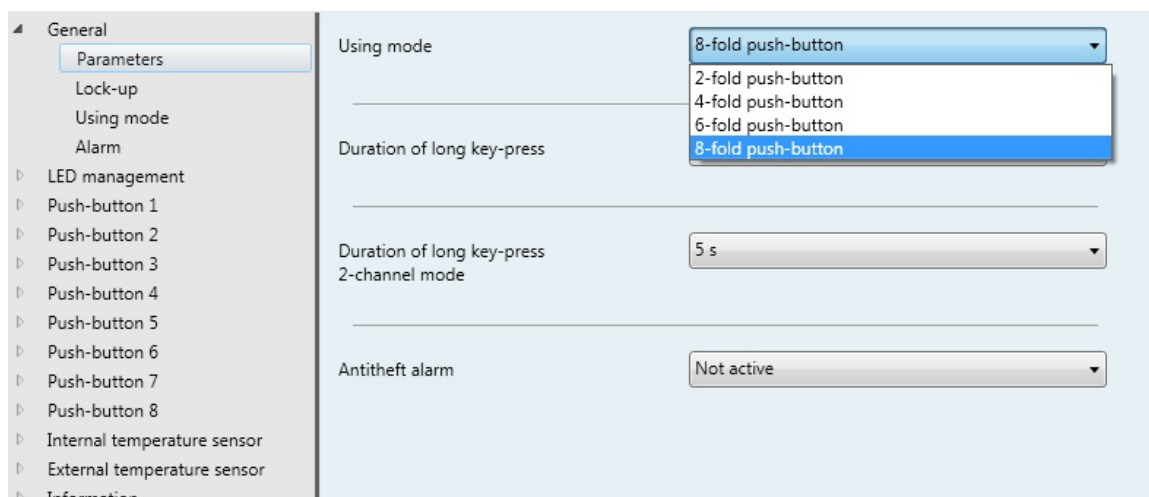 General
Parameters
Lock-up
Using mode
Alarm
LED management
Push-button 1
Push-button 2
Push-button 3
Push-button 4
Push-button 5
Push-button 6
Push-button 7
Push-button 8
Internal temperature sensor
External temperature sensor
Information
Using mode
8-fold push-button
2-fold push-button
4-fold push-button
6-fold push-button
8-fold push-button
Duration of long key-press
Duration of long key-press
2-channel mode
5 s
Antitheft alarm
Not active